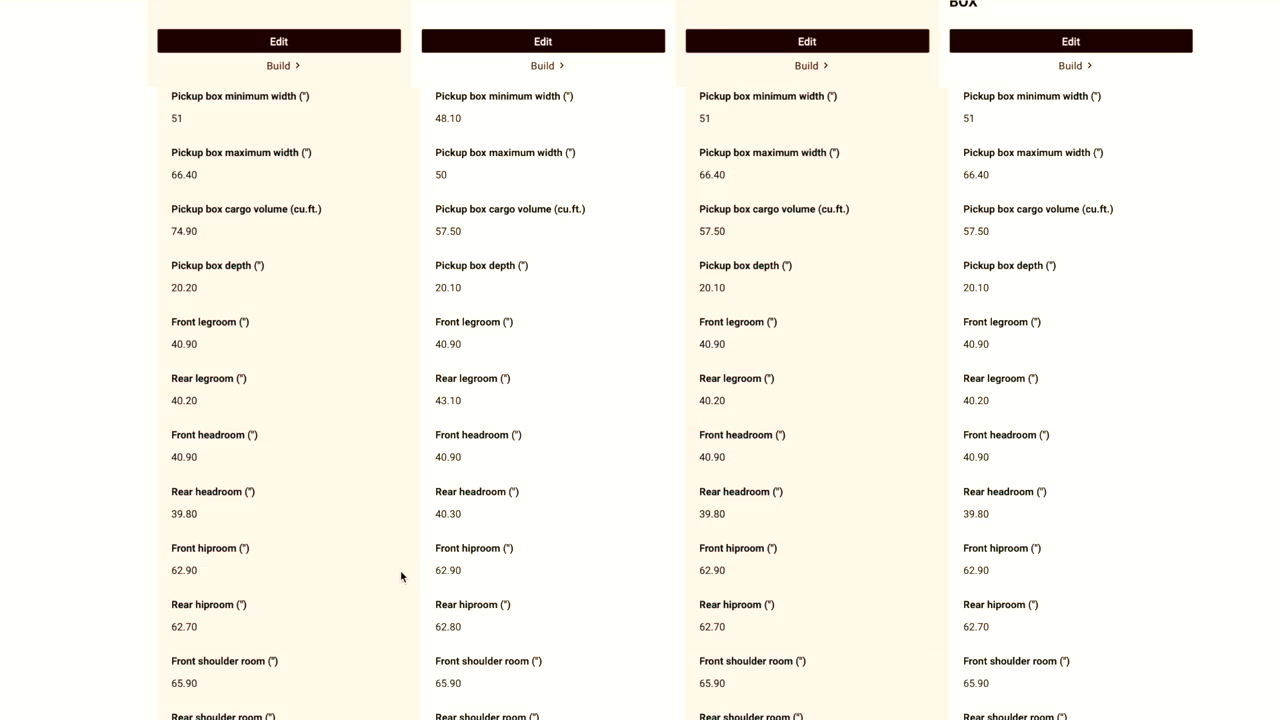 BOX
Edit Edit Edit Edit
Build > Build > Build > Build >
Pickup box minimum width (") Pickup box minimum width (") Pickup box minimum width (") Pickup box minimum width (")
51 48.10 51 51
Pickup box maximum width (") Pickup box maximum width (") Pickup box maximum width (") Pickup box maximum width (")
66.40 50 66.40 66.40
Pickup box cargo volume (cu.ft.) Pickup box cargo volume (cu.ft.) Pickup box cargo volume (cu.ft.) Pickup box cargo volume (cu.ft.)
74.90 57.50 57.50 57.50
Pickup box depth (") Pickup box depth (") Pickup box depth (") Pickup box depth (")
20.20 20.10 20.10 20.10
Front legroom (") Front legroom (") Front legroom (") Front legroom (")
40.90 40.90 40.90 40.90
Rear legroom (") Rear legroom (") Rear legroom (") Rear legroom (")
40.20 43.10 40.20 40.20
Front headroom (") Front headroom (") Front headroom (") Front headroom (")
40.90 40.90 40.90 40.90
Rear headroom (") Rear headroom (") Rear headroom (") Rear headroom (")
39.80 40.30 39.80 39.80
Front hiproom (") Front hiproom (") Front hiproom (") Front hiproom (")
62.90 62.90 62.90 62.90
Rear hiproom (") Rear hiproom (") Rear hiproom (") Rear hiproom (")
62.70 62.80 62.70 62.70
Front shoulder room (") Front shoulder room (") Front shoulder room (") Front shoulder room (")
65.90 65.90 65.90 65.90
Rear shoulder room (") Rear shoulder room (") Rear shoulder room (") Rear shoulder room (")